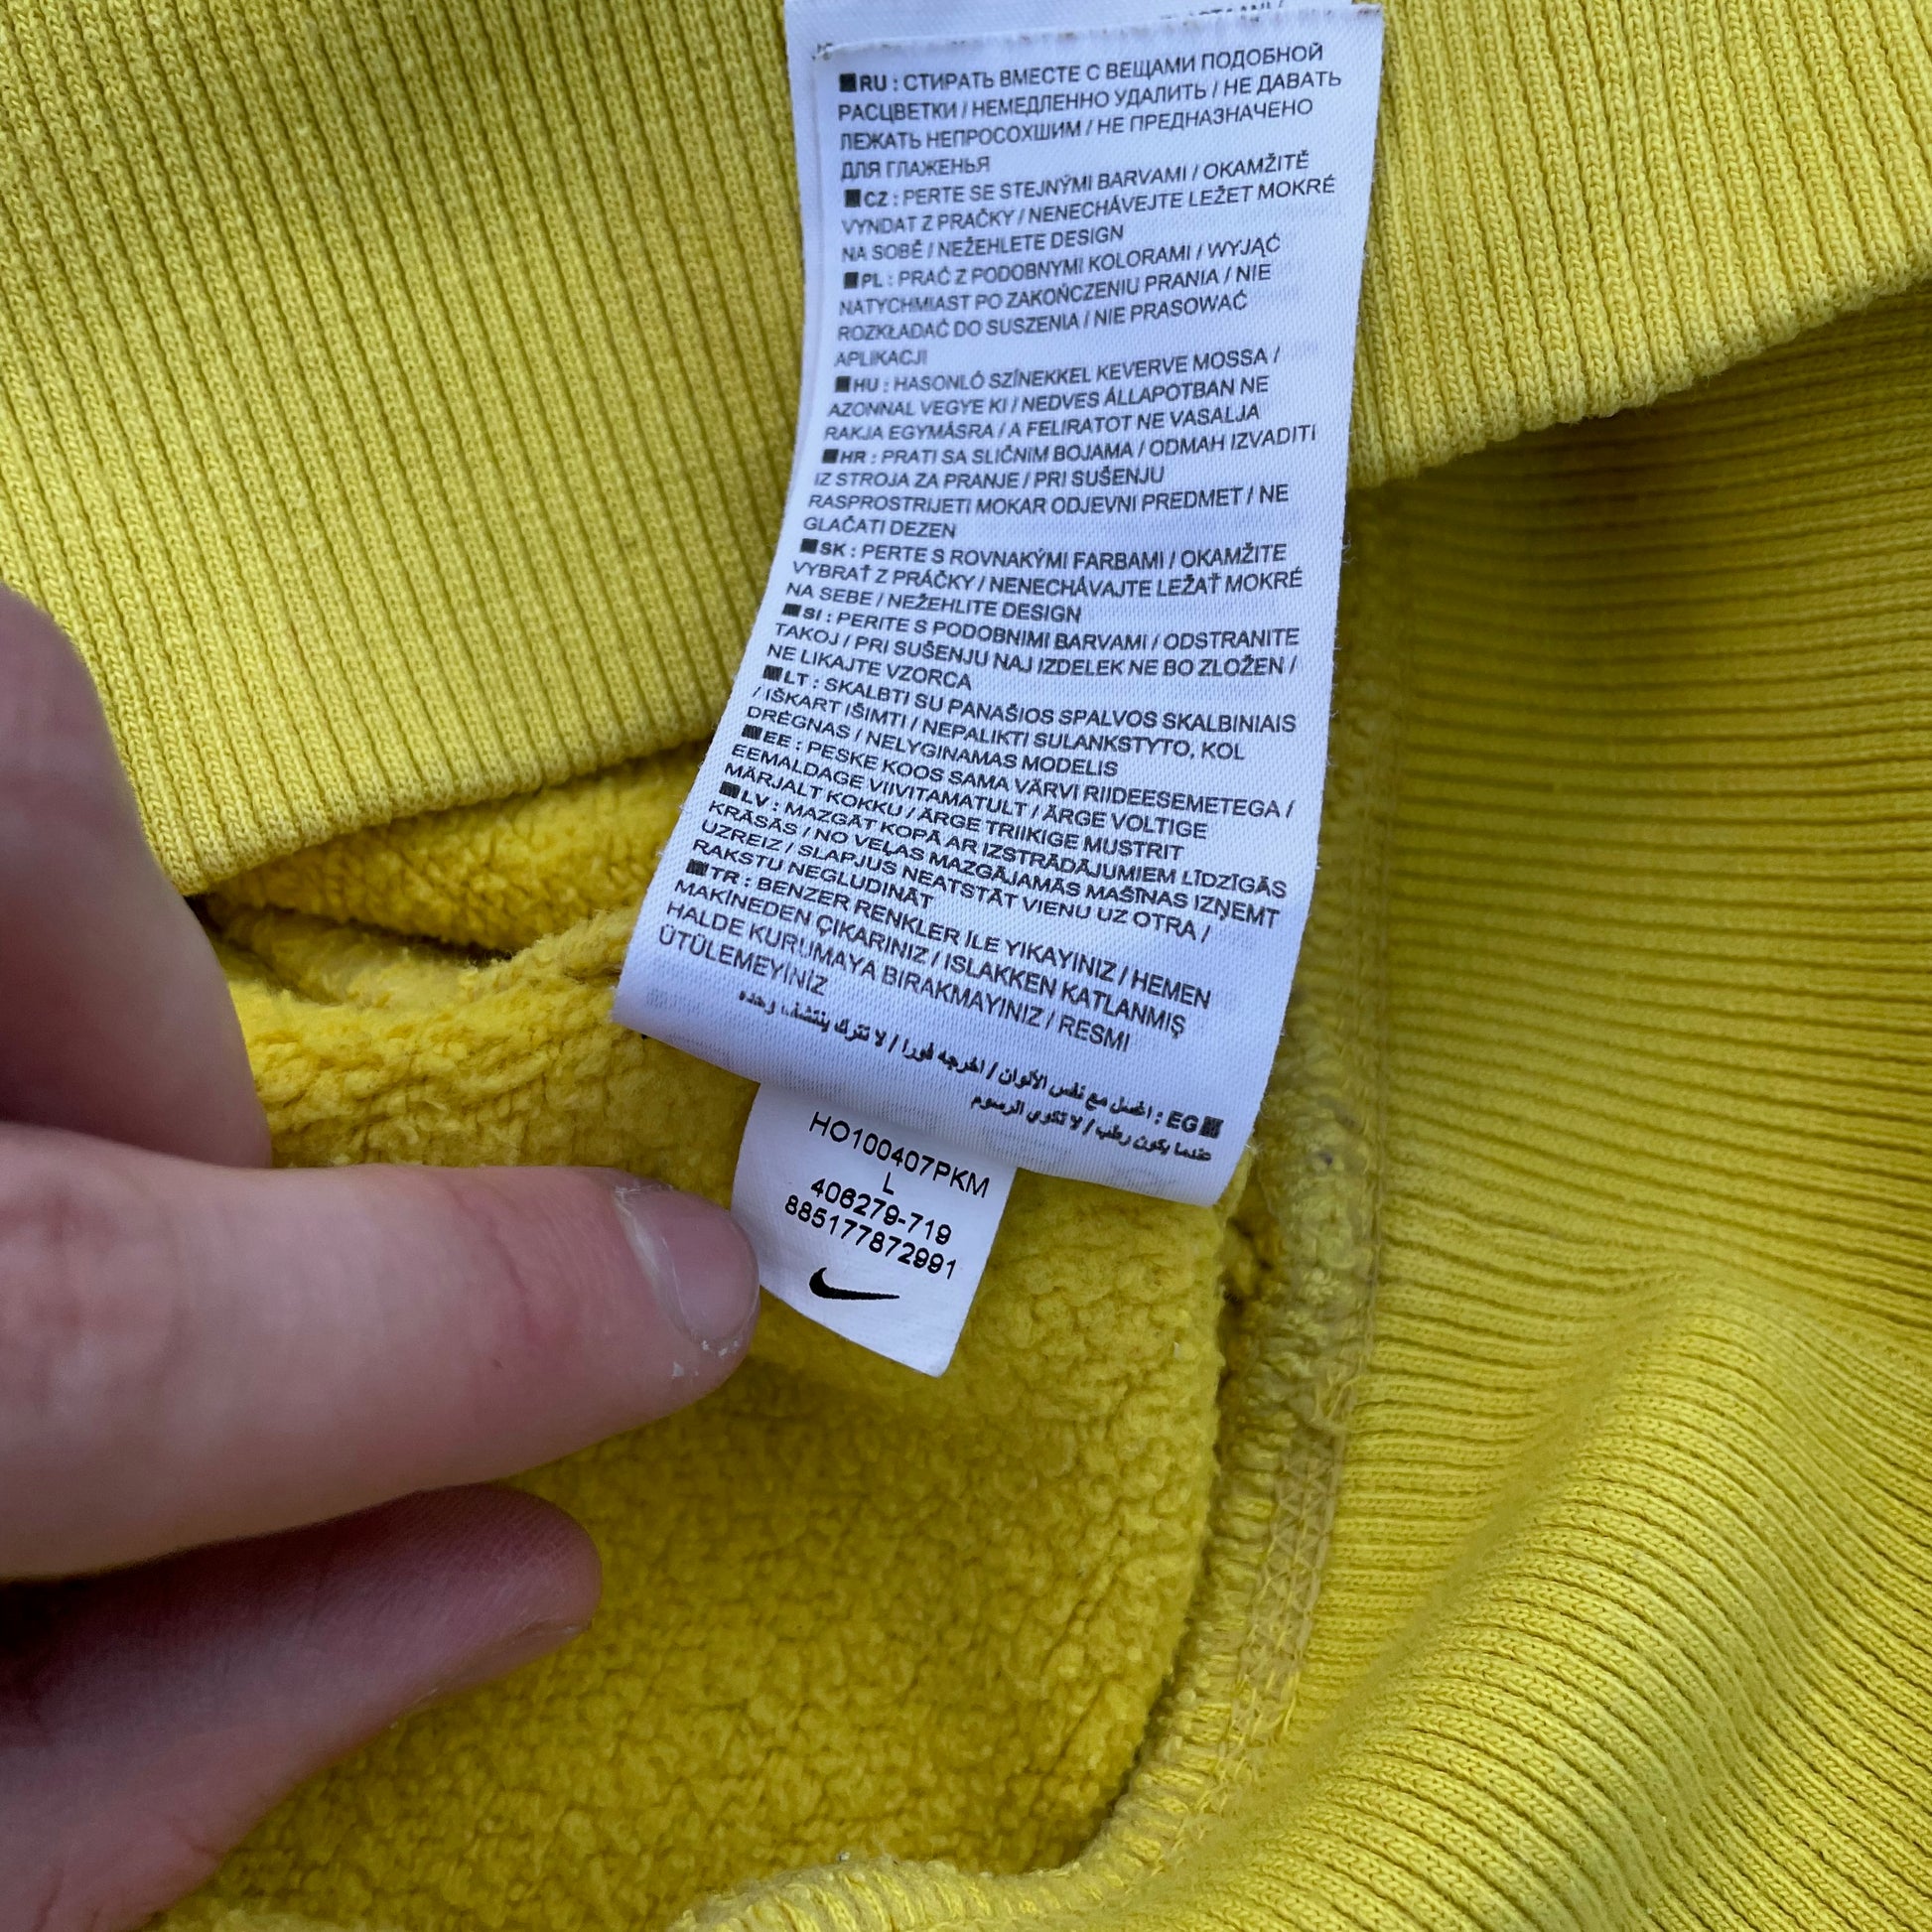 ■RU : СТИРАТЬ ВМЕСТЕ С ВЕЩАМИ ПОДОБНОЙ
РАСЦВЕТКИ / НЕМЕДЛЕННО УДАЛИТЬ / НЕ ДАВАТЬ
ЛЕЖАТЬ НЕПРОСОХШИМ / НЕ ПРЕДНАЗНАЧЕНО
ДЛЯ ГЛАЖЕНЬЯ
■CZ : PERTE SE STEJNÝMI BARVAMI / OKAMŽITĚ
VYNDAT Z PRAČKY / NENECHÁVEJTE LEŽET MOKRÉ
NA SOBĚ / NEŽEHLETE DESIGN
■PL : PRAĆ Z PODOBNYMI KOLORAMI / WYJĄĆ
NATYCHMIAST PO ZAKOŃCZENIU PRANIA / NIE
ROZKŁADAĆ DO SUSZENIA / NIE PRASOWAĆ
APLIKACJI
■HU : HASONLÓ SZÍNEKKEL KEVERVE MOSSA /
AZONNAL VEGYE KI / NEDVES ÁLLAPOTBAN NE
RAKJA EGYMÁSRA / A FELIRATOT NE VASALJA
■HR : PRATI SA SLIČNIM BOJAMA / ODMAH IZVADITI
IZ STROJA ZA PRANJE / PRI SUŠENJU
RASPROSTRIJETI MOKAR ODJEVNI PREDMET / NE
GLAČATI DEZEN
■SK : PERTE S ROVNAKÝMI FARBAMI / OKAMŽITE
VYBRAŤ Z PRÁČKY / NENECHÁVAJTE LEŽAŤ MOKRÉ
NA SEBE / NEŽEHLITE DESIGN
■SI : PERITE S PODOBNIMI BARVAMI / ODSTRANITE
TAKOJ / PRI SUŠENJU NAJ IZDELEK NE BO ZLOŽEN /
NE LIKAJTE VZORCA
■LT : SKALBTI SU PANAŠIOS SPALVOS SKALBINIAIS
/ IŠKART IŠIMTI / NEPALIKTI SULANKSTYTO, KOL
DRĖGNAS / NELYGINAMAS MODELIS
■EE : PESKE KOOS SAMA VÄRVI RIIDEESEMETEGA /
EEMALDAGE VIIVITAMATULT / ÄRGE VOLTIGE
MÄRJALT KOKKU / ÄRGE TRIIKIGE MUSTRIT
■LV : MAZGĀT KOPĀ AR IZSTRĀDĀJUMIEM LĪDZĪGĀS
KRĀSĀS / NO VEĻAS MAZGĀJAMĀS MAŠĪNAS IZŅEMT
UZREIZ / SLAPJUS NEATSTĀT VIENU UZ OTRA /
RAKSTU NEGLUDINĀT
■TR : BENZER RENKLER İLE YIKAYINIZ / HEMEN
MAKİNEDEN ÇIKARINIZ / ISLAKKEN KATLANMIŞ
HALDE KURUMAYA BIRAKMAYINIZ / RESMI
ÜTÜLEMEYİNİZ
■EG : اغسل مع نفس الألوان / اخرجه فورا / لا تترك ينتشف وحده
عندما يكون رطب / لا تكوى الرسوم
HO100407PKM
L
406279-719
885177872991